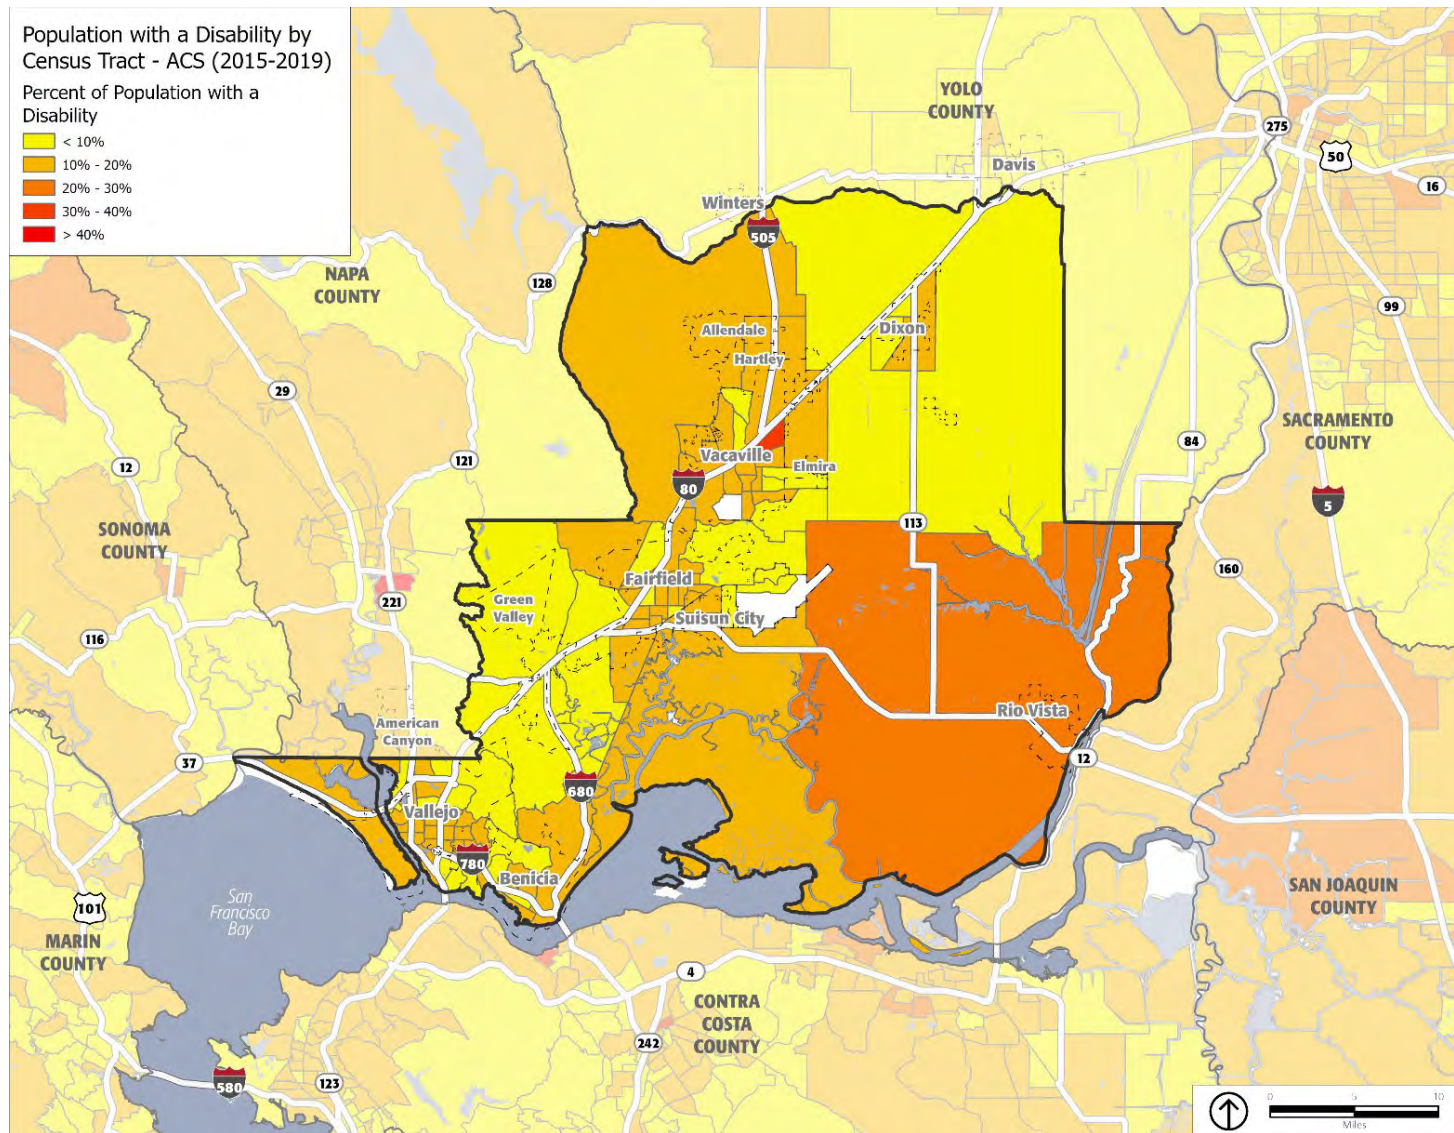 Population with a Disability by
Census Tract - ACS (2015-2019)
Percent of Population with a
Disability
< 10%
10% - 20%
20% - 30%
30% - 40%
> 40%
YOLO
COUNTY
275
50
Davis
16
Winters
505
NAPA
COUNTY
128
99
Allendale
Dixon
Hartley
29
SACRAMENTO
COUNTY
84
121
12
Vacaville
Elmira
80
5
SONOMA
COUNTY
113
160
Fairfield
221
Green
Valley
Suisun City
116
Rio Vista
American
Canyon
37
12
680
Vallejo
780
Benicia
San
Francisco
Bay
101
SAN JOAQUIN
COUNTY
MARIN
COUNTY
4
CONTRA
COSTA
COUNTY
242
580
123
0 5 10
Miles